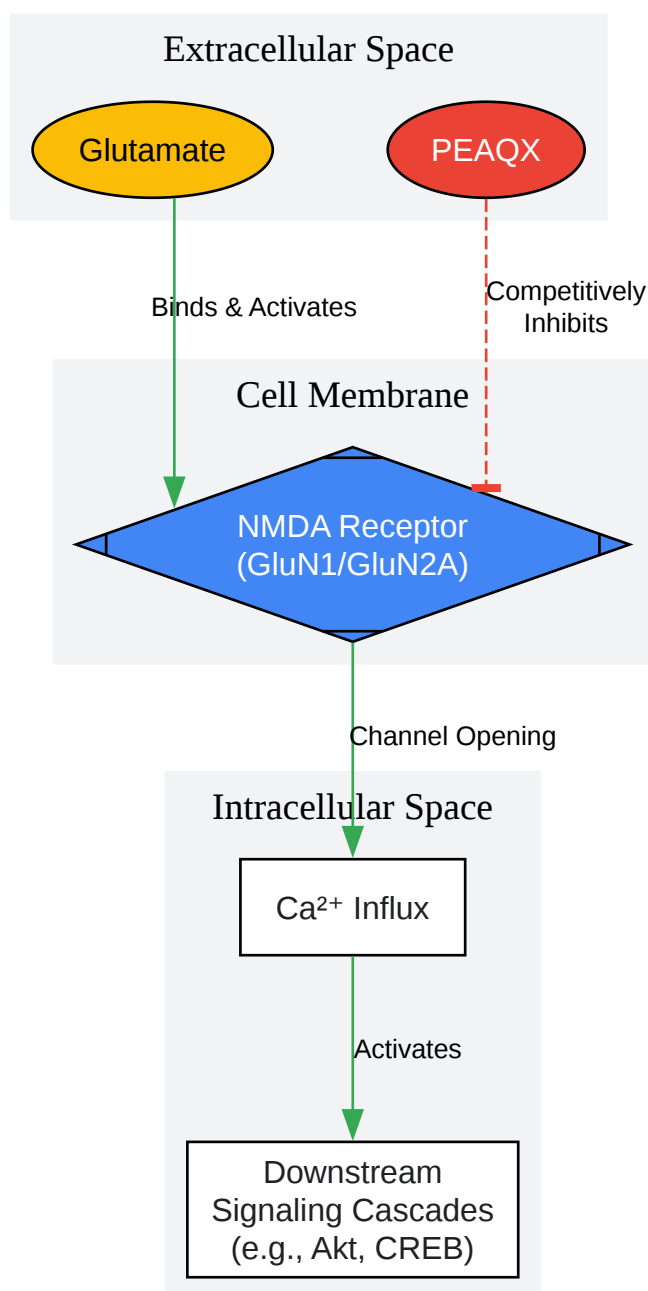 Extracellular Space
Glutamate
PEAQX
Binds & Activates
Competitively
Inhibits
Cell Membrane
NMDA Receptor
(GluN1/GluN2A)
Channel Opening
Intracellular Space
Ca²⁺ Influx
Activates
Downstream
Signaling Cascades
(e.g., Akt, CREB)